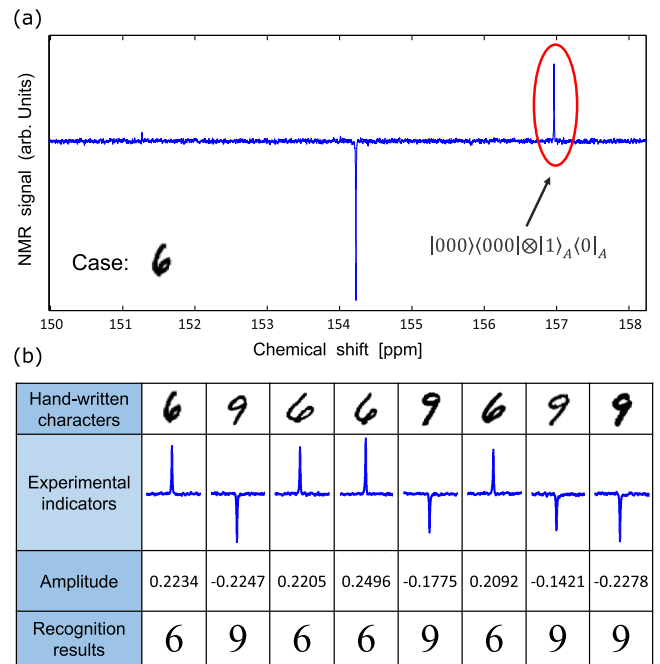 (a)
NMR signal (arb. Units)
|000⟩⟨000|⊗|1⟩A⟨0|A
Case: 6
150 151 152 153 154 155 156 157 158
Chemical shift [ppm]
(b)
Hand-written characters 6 9 6 6 9 6 9 9
Experimental indicators
Amplitude 0.2234 -0.2247 0.2205 0.2496 -0.1775 0.2092 -0.1421 -0.2278
Recognition results 6 9 6 6 9 6 9 9